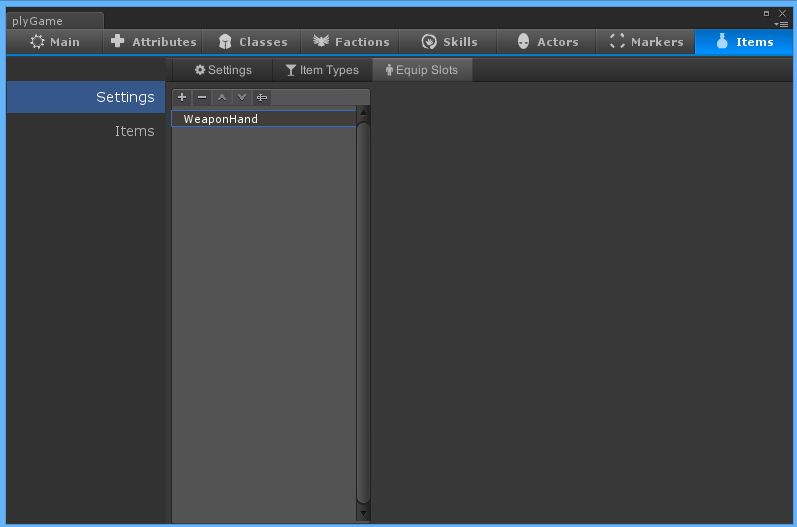 plyGame
Main Attributes Classes Factions Skills Actors Markers Items
Settings Item Types Equip Slots
Settings
Items
WeaponHand